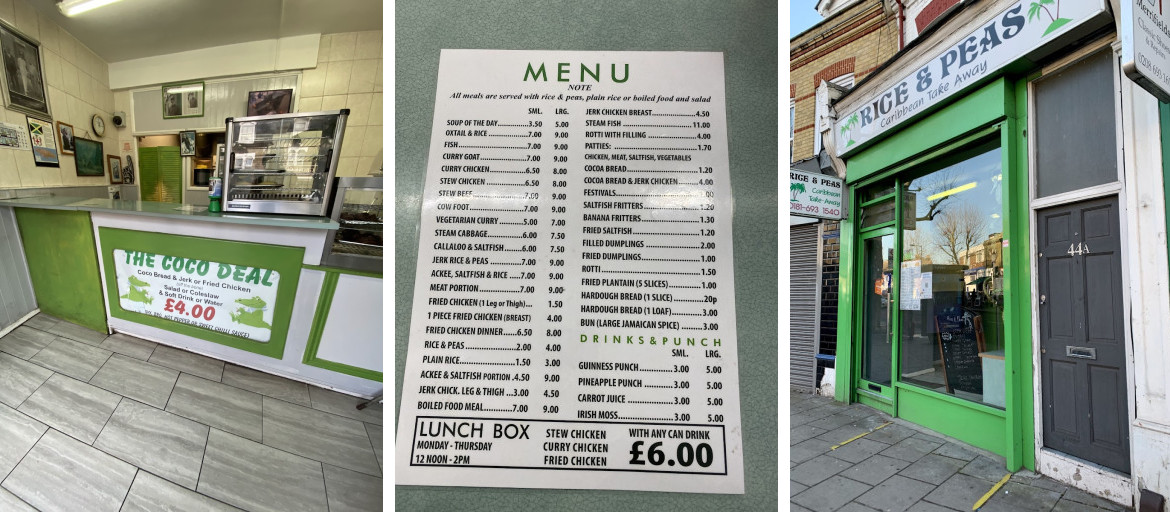 THE COCO DEAL
Coco Bread & Jerk or Fried Chicken
Salad or Coleslaw
& Soft Drink or Water
£4.00
MENU
NOTE
All meals are served with rice & peas, plain rice or boiled food and salad
SML. LRG.
SOUP OF THE DAY 3.50 5.00
OXTAIL & RICE 7.00 9.00
FISH 7.00 9.00
CURRY GOAT 7.00 9.00
CURRY CHICKEN 6.50 8.00
STEW CHICKEN 6.50 8.00
STEW BEEF 7.00 9.00
COW FOOT 7.00 9.00
VEGETARIAN CURRY 5.00 7.00
STEAM CABBAGE 6.00 7.50
CALLALOO & SALTFISH 6.00 7.50
JERK RICE & PEAS 7.00 9.00
ACKEE, SALTFISH & RICE 7.00 9.00
MEAT PORTION 7.00 9.00
FRIED CHICKEN (1 Leg or Thigh) 1.50
1 PIECE FRIED CHICKEN (BREAST) 4.00
FRIED CHICKEN DINNER 6.50 8.00
RICE & PEAS 2.00 4.00
PLAIN RICE 1.50 3.00
ACKEE & SALTFISH PORTION 4.50 9.00
JERK CHICK. LEG & THIGH 3.00 4.50
BOILED FOOD MEAL 7.00 9.00
JERK CHICKEN BREAST 4.50
STEAM FISH 11.00
ROTTI WITH FILLING 4.00
PATTIES: 1.70
CHICKEN, MEAT, SALTFISH, VEGETABLES
COCOA BREAD 1.20
COCOA BREAD & JERK CHICKEN 4.00
FESTIVALS
SALTFISH FRITTERS 1.20
BANANA FRITTERS 1.30
FRIED SALTFISH 1.20
FILLED DUMPLINGS 2.00
FRIED DUMPLINGS 1.00
ROTTI 1.50
FRIED PLANTAIN (5 SLICES) 1.00
HARDOUGH BREAD (1 SLICE) 20p
HARDOUGH BREAD (1 LOAF) 3.00
BUN (LARGE JAMAICAN SPICE) 3.00
DRINKS & PUNCH
SML. LRG.
GUINNESS PUNCH 3.00 5.00
PINEAPPLE PUNCH 3.00 5.00
CARROT JUICE 3.00 5.00
IRISH MOSS 3.00 5.00
LUNCH BOX
MONDAY - THURSDAY
12 NOON - 2PM
STEW CHICKEN
CURRY CHICKEN
FRIED CHICKEN
WITH ANY CAN DRINK
£6.00
RICE & PEAS
Caribbean Take Away
RICE & PEAS
Caribbean
Take-Away
0181-693 1540
44A